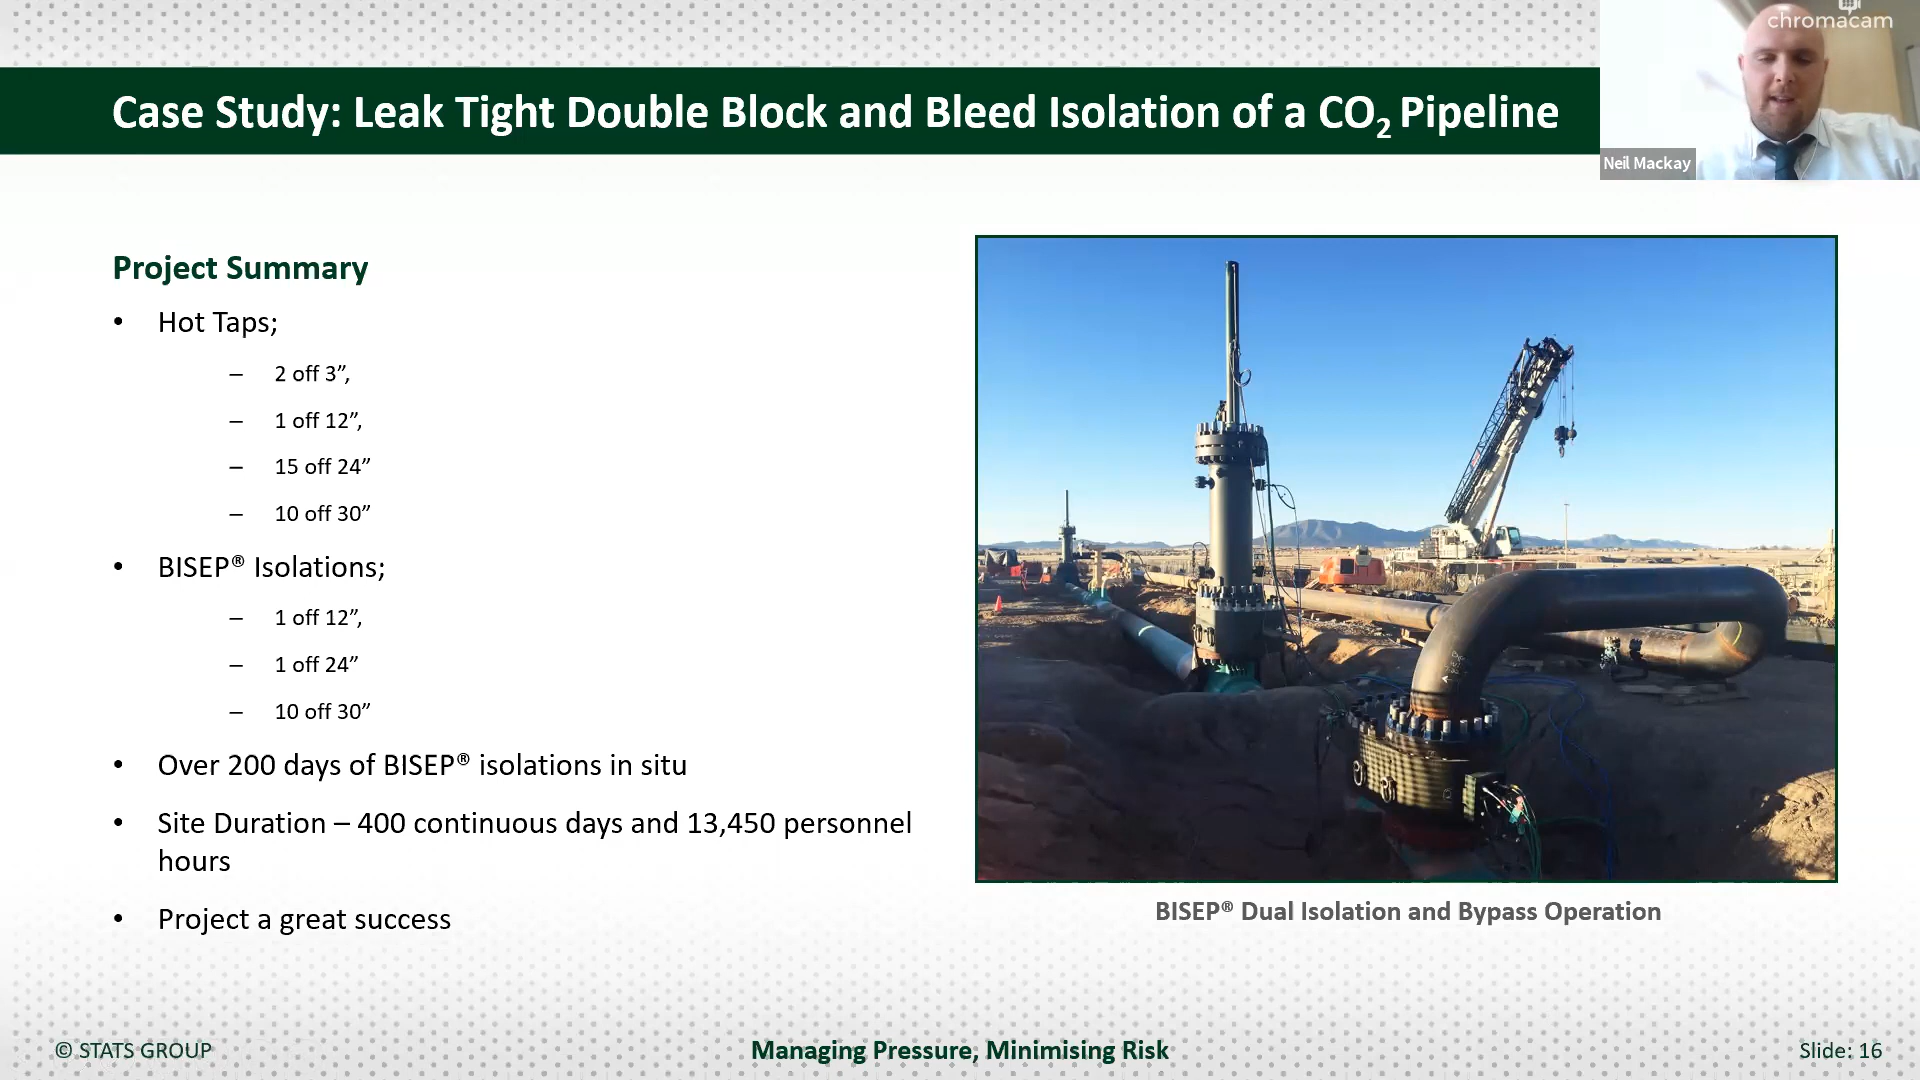 chromacam
Case Study: Leak Tight Double Block and Bleed Isolation of a CO₂ Pipeline
Neil Mackay
Project Summary
• Hot Taps;
– 2 off 3”,
– 1 off 12”,
– 15 off 24”
– 10 off 30”
• BISEP® Isolations;
– 1 off 12”,
– 1 off 24”
– 10 off 30”
• Over 200 days of BISEP® isolations in situ
• Site Duration – 400 continuous days and 13,450 personnel
hours
• Project a great success
BISEP® Dual Isolation and Bypass Operation
© STATS GROUP
Managing Pressure, Minimising Risk
Slide: 16